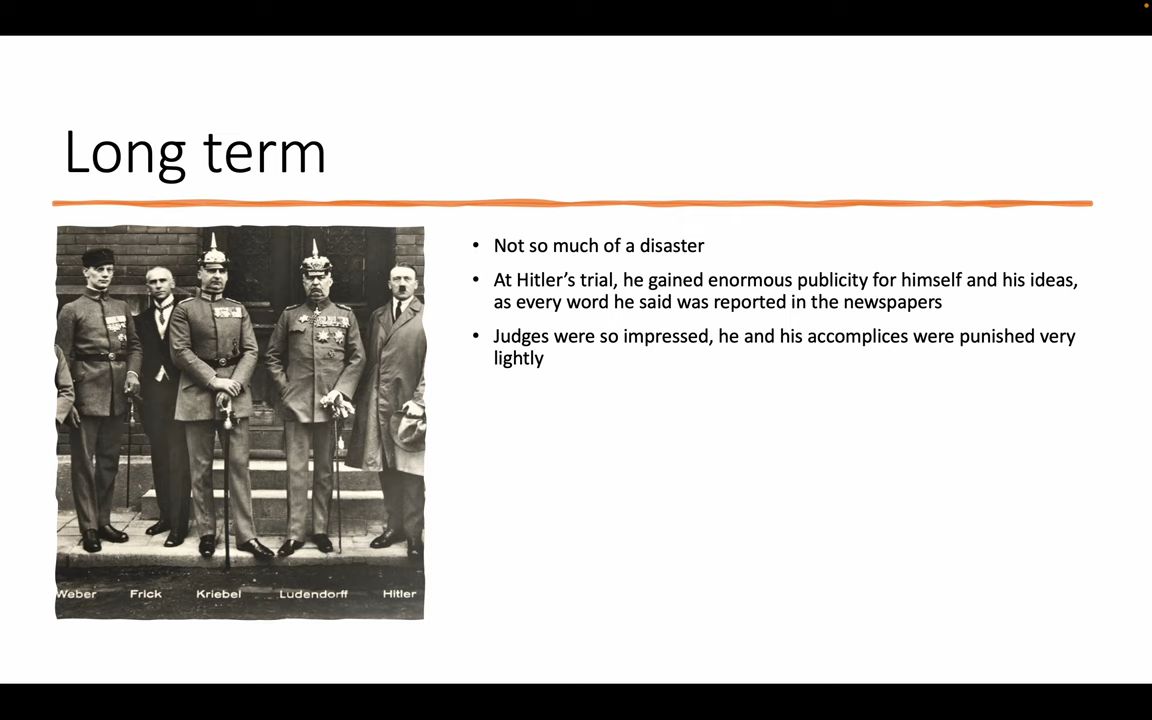 Long term
• Not so much of a disaster
• At Hitler’s trial, he gained enormous publicity for himself and his ideas,
as every word he said was reported in the newspapers
• Judges were so impressed, he and his accomplices were punished very
lightly
Weber Frick Kriebel Ludendorff Hitler